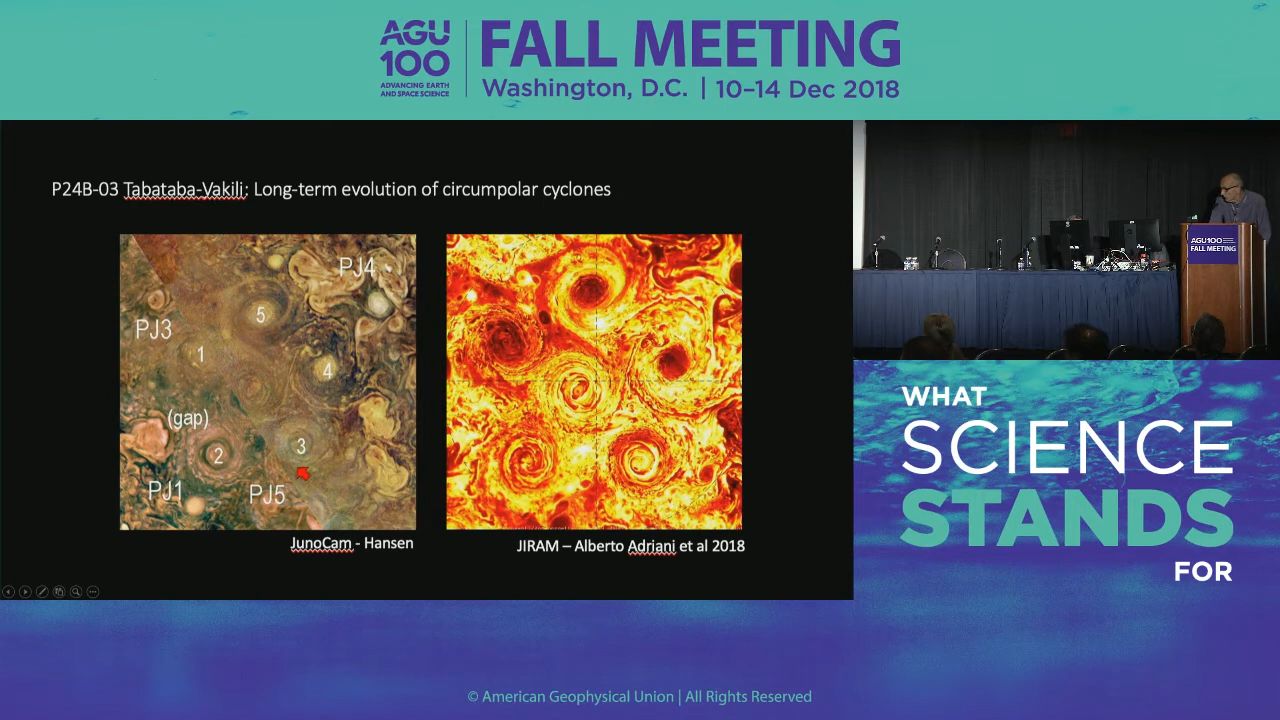 AGU
100
ADVANCING EARTH
AND SPACE SCIENCE
FALL MEETING
Washington, D.C. | 10–14 Dec 2018
P24B-03 Tabataba-Vakili: Long-term evolution of circumpolar cyclones
PJ4
5
PJ3
1
4
(gap)
3
2
PJ1
PJ5
JunoCam - Hansen
JIRAM – Alberto Adriani et al 2018
AGU100
FALL MEETING
WHAT
SCIENCE
STANDS
FOR
© American Geophysical Union | All Rights Reserved